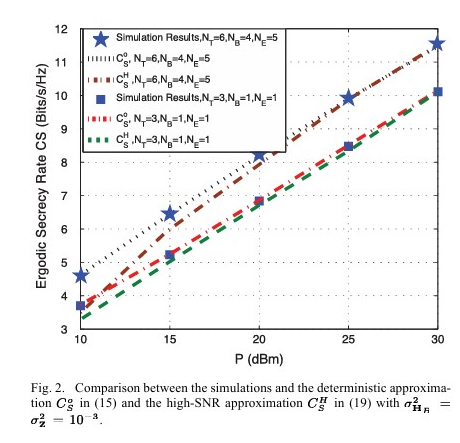 12
11
10
9
8
7
6
5
4
3
Ergodic Secrecy Rate CS (Bits/s/Hz)
Simulation Results,N_T=6,N_B=4,N_E=5
C_S^o, N_T=6,N_B=4,N_E=5
C_S^H, N_T=6,N_B=4,N_E=5
Simulation Results,N_T=3,N_B=1,N_E=1
C_S^o, N_T=3,N_B=1,N_E=1
C_S^H, N_T=3,N_B=1,N_E=1
10 15 20 25 30
P (dBm)
Fig. 2. Comparison between the simulations and the deterministic approxima-
tion C_S^o in (15) and the high-SNR approximation C_S^H in (19) with σ²_{H_B} =
σ²_Z = 10⁻³.